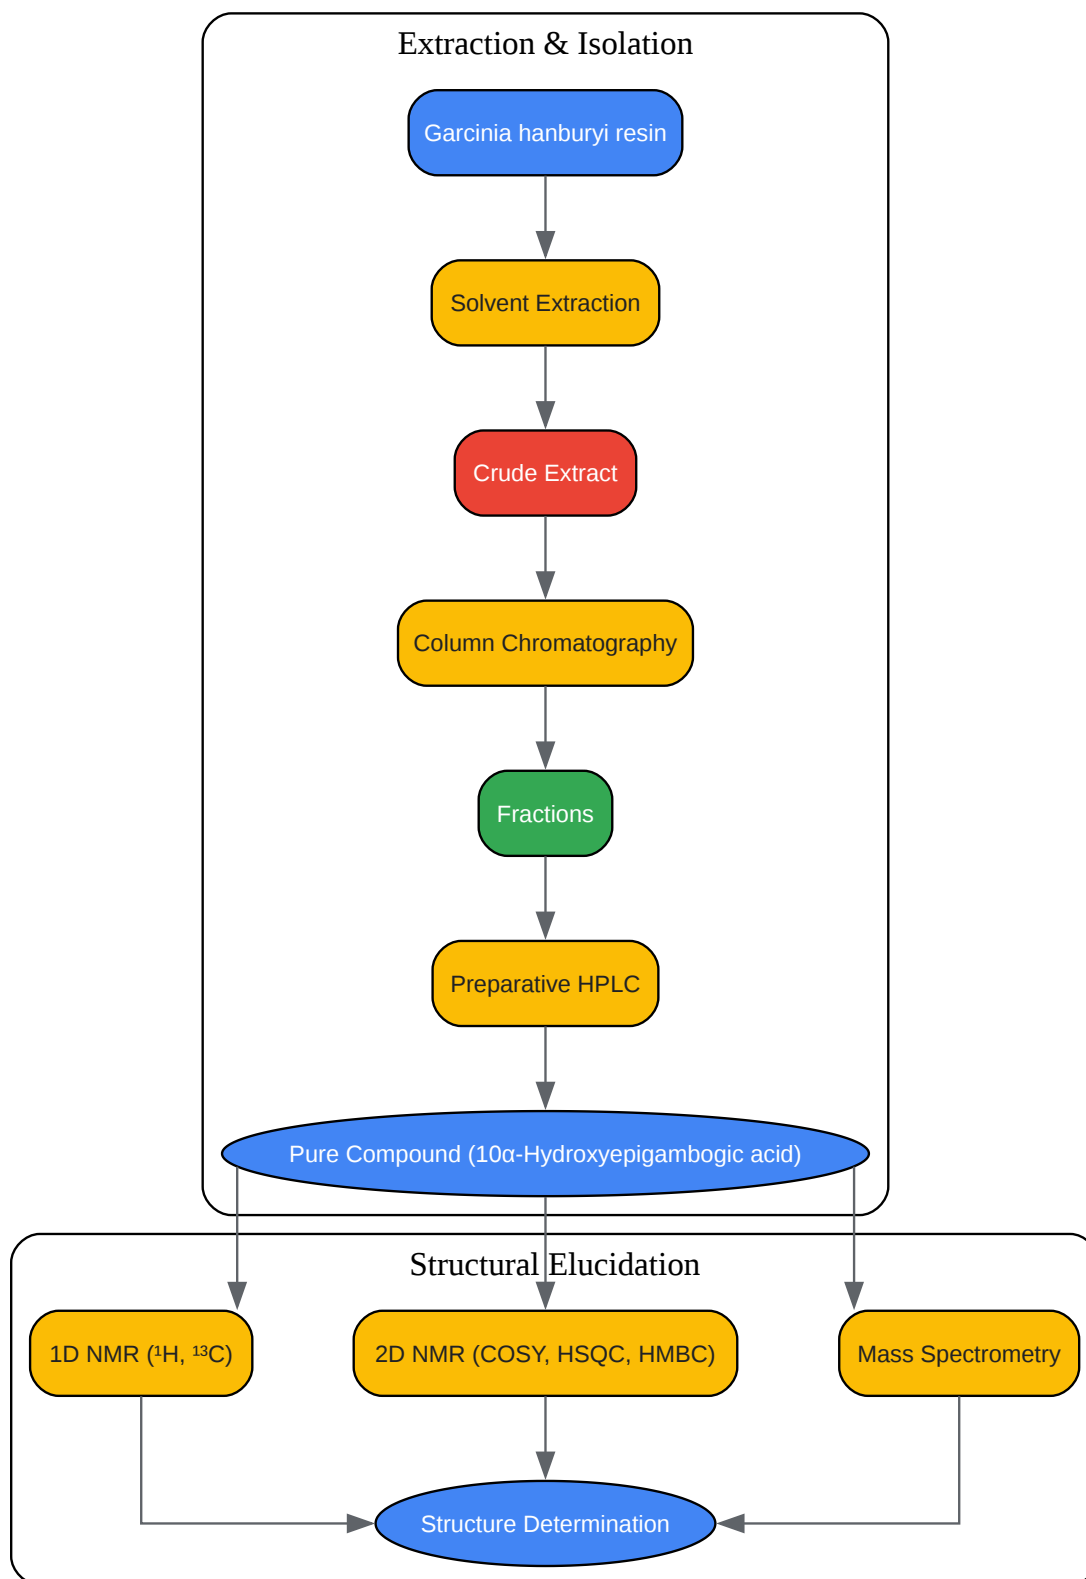 Extraction & Isolation
Garcinia hanburyi resin
Solvent Extraction
Crude Extract
Column Chromatography
Fractions
Preparative HPLC
Pure Compound (10α-Hydroxyepigambogic acid)
Structural Elucidation
1D NMR (¹H, ¹³C)
2D NMR (COSY, HSQC, HMBC)
Mass Spectrometry
Structure Determination